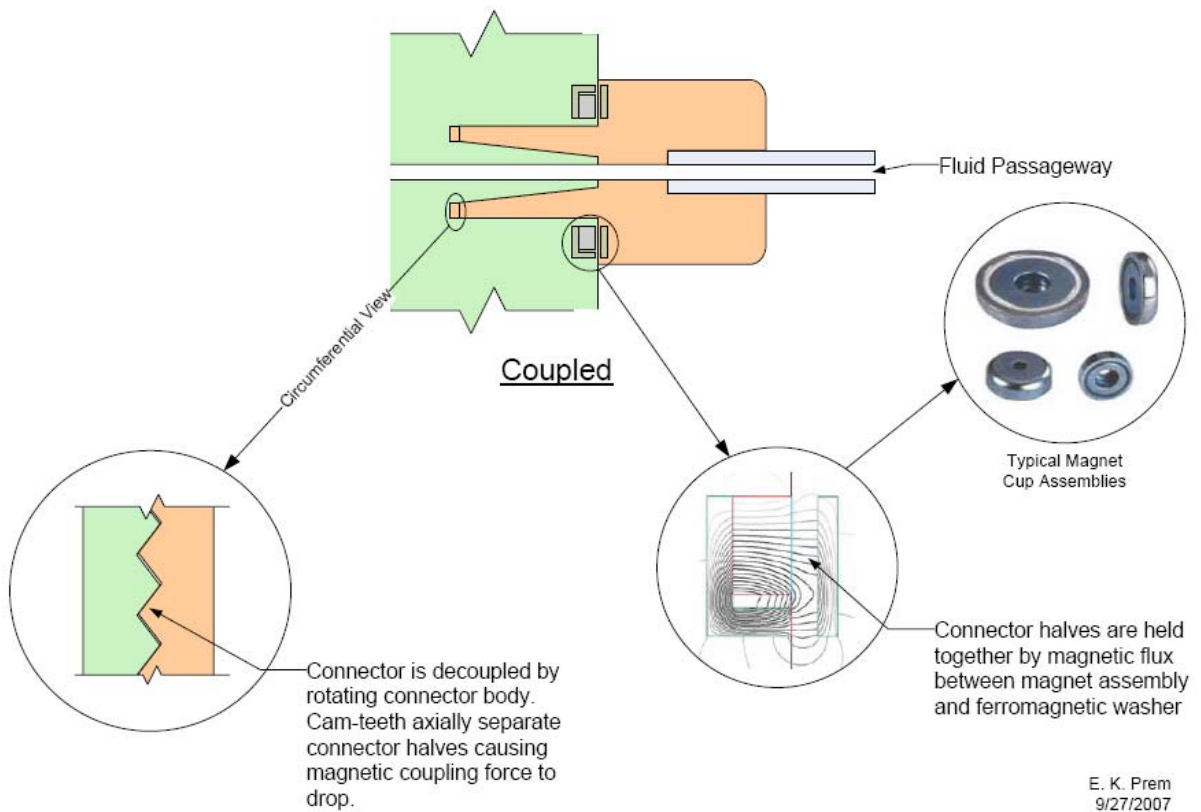 Fluid Passageway
Circumferential View
Coupled
Typical Magnet
Cup Assemblies
Connector is decoupled by
rotating connector body.
Cam-teeth axially separate
connector halves causing
magnetic coupling force to
drop.
Connector halves are held
together by magnetic flux
between magnet assembly
and ferromagnetic washer
E. K. Prem
9/27/2007